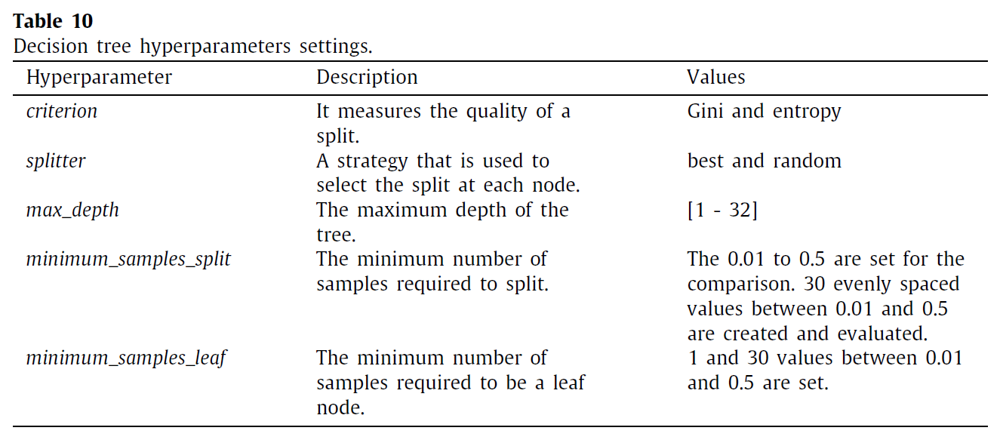 Table 10
Decision tree hyperparameters settings.
Hyperparameter Description Values
criterion It measures the quality of a Gini and entropy
split.
splitter A strategy that is used to best and random
select the split at each node.
max_depth The maximum depth of the [1 - 32]
tree.
minimum_samples_split The minimum number of The 0.01 to 0.5 are set for the
samples required to split. comparison. 30 evenly spaced
values between 0.01 and 0.5
are created and evaluated.
minimum_samples_leaf The minimum number of 1 and 30 values between 0.01
samples required to be a leaf and 0.5 are set.
node.